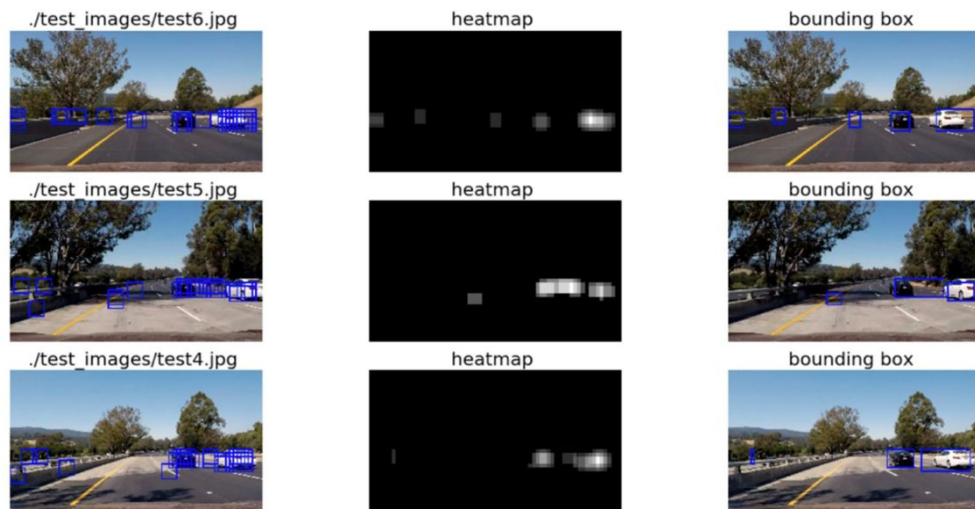 ./test_images/test6.jpg heatmap bounding box
./test_images/test5.jpg heatmap bounding box
./test_images/test4.jpg heatmap bounding box